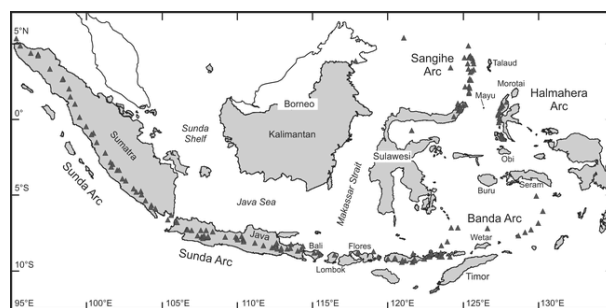 5°N
0°
5°S
10°S
95°E
100°E
105°E
110°E
115°E
120°E
125°E
130°E
Sangihe
Arc
Talaud
Mayu
Morotai
Halmahera
Arc
Borneo
Kalimantan
Sumatra
Sunda
Shelf
Sunda Arc
Java Sea
Makassar Strait
Sulawesi
Obi
Buru
Seram
Banda Arc
Java
Sunda Arc
Bali
Lombok
Flores
Wetar
Timor